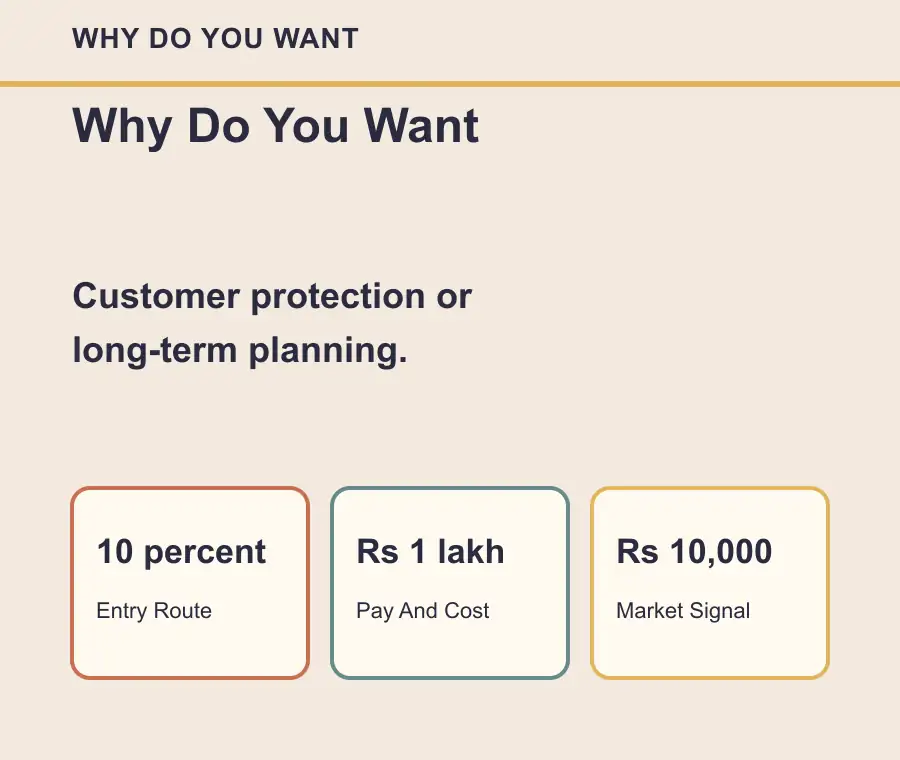 WHY DO YOU WANT
Why Do You Want
Customer protection or
long-term planning.
10 percent
Entry Route
Rs 1 lakh
Pay And Cost
Rs 10,000
Market Signal